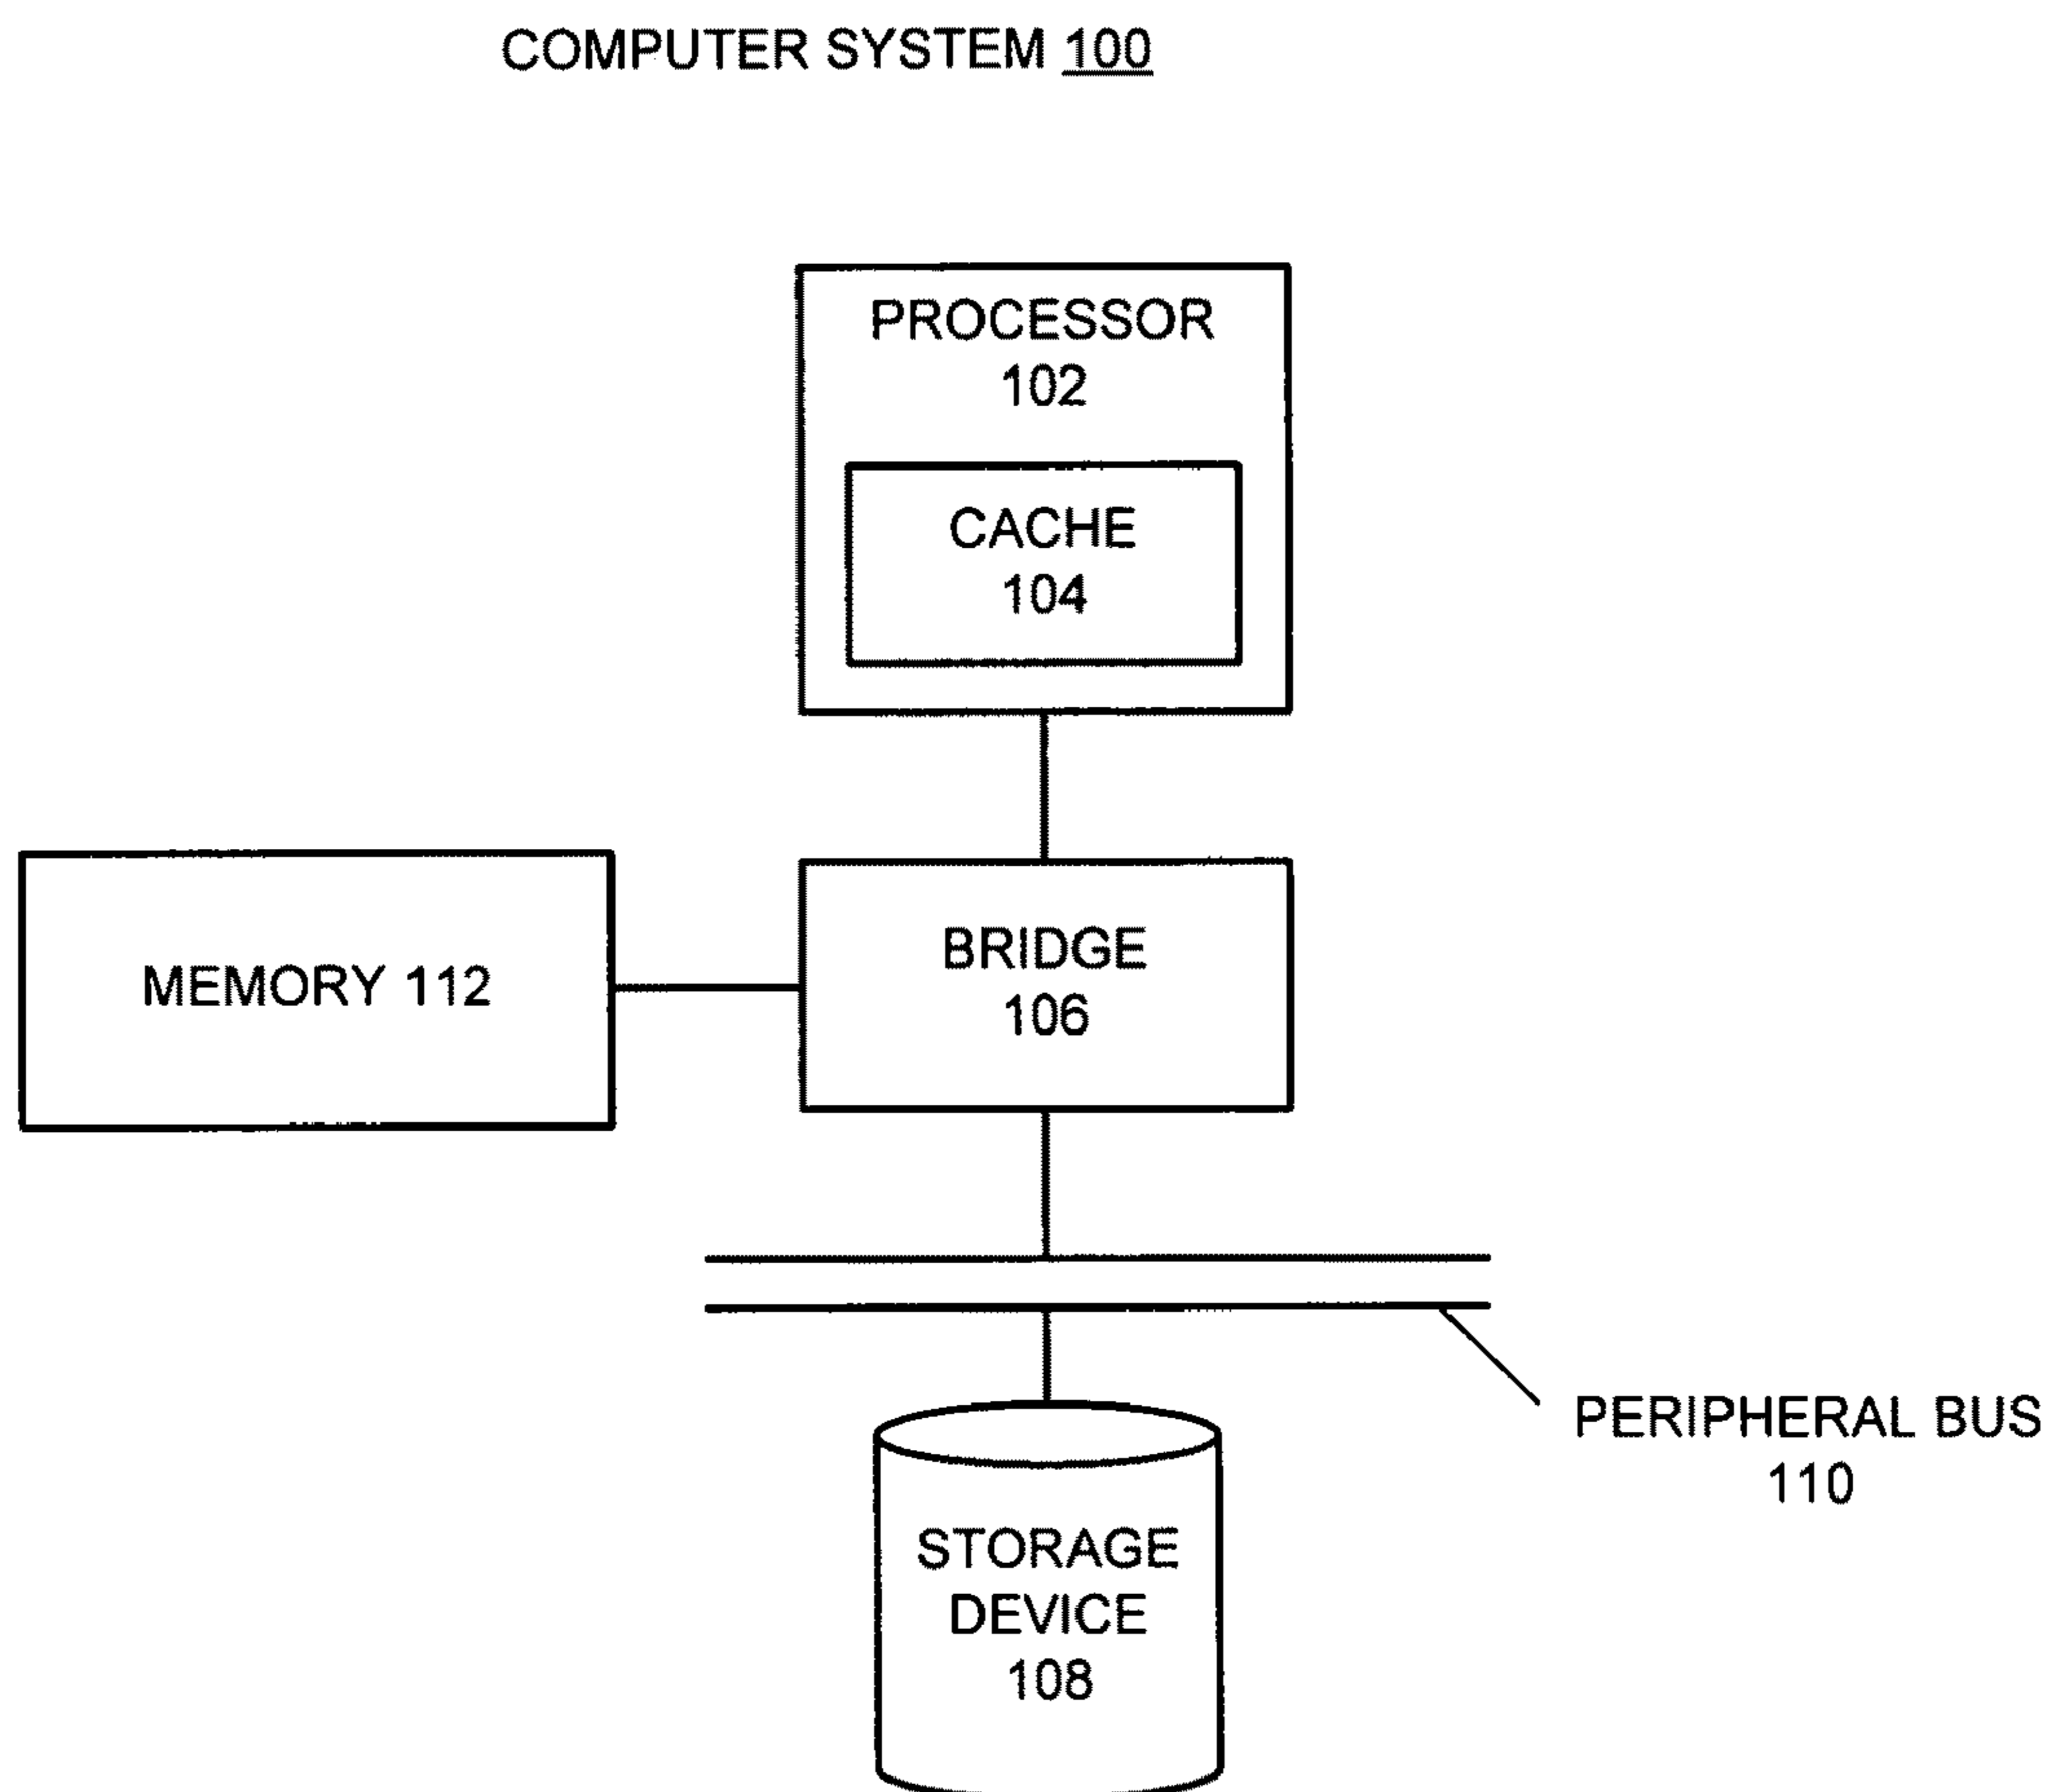 COMPUTER SYSTEM 100
PROCESSOR
102
CACHE
104
MEMORY 112
BRIDGE
106
PERIPHERAL BUS
110
STORAGE
DEVICE
108